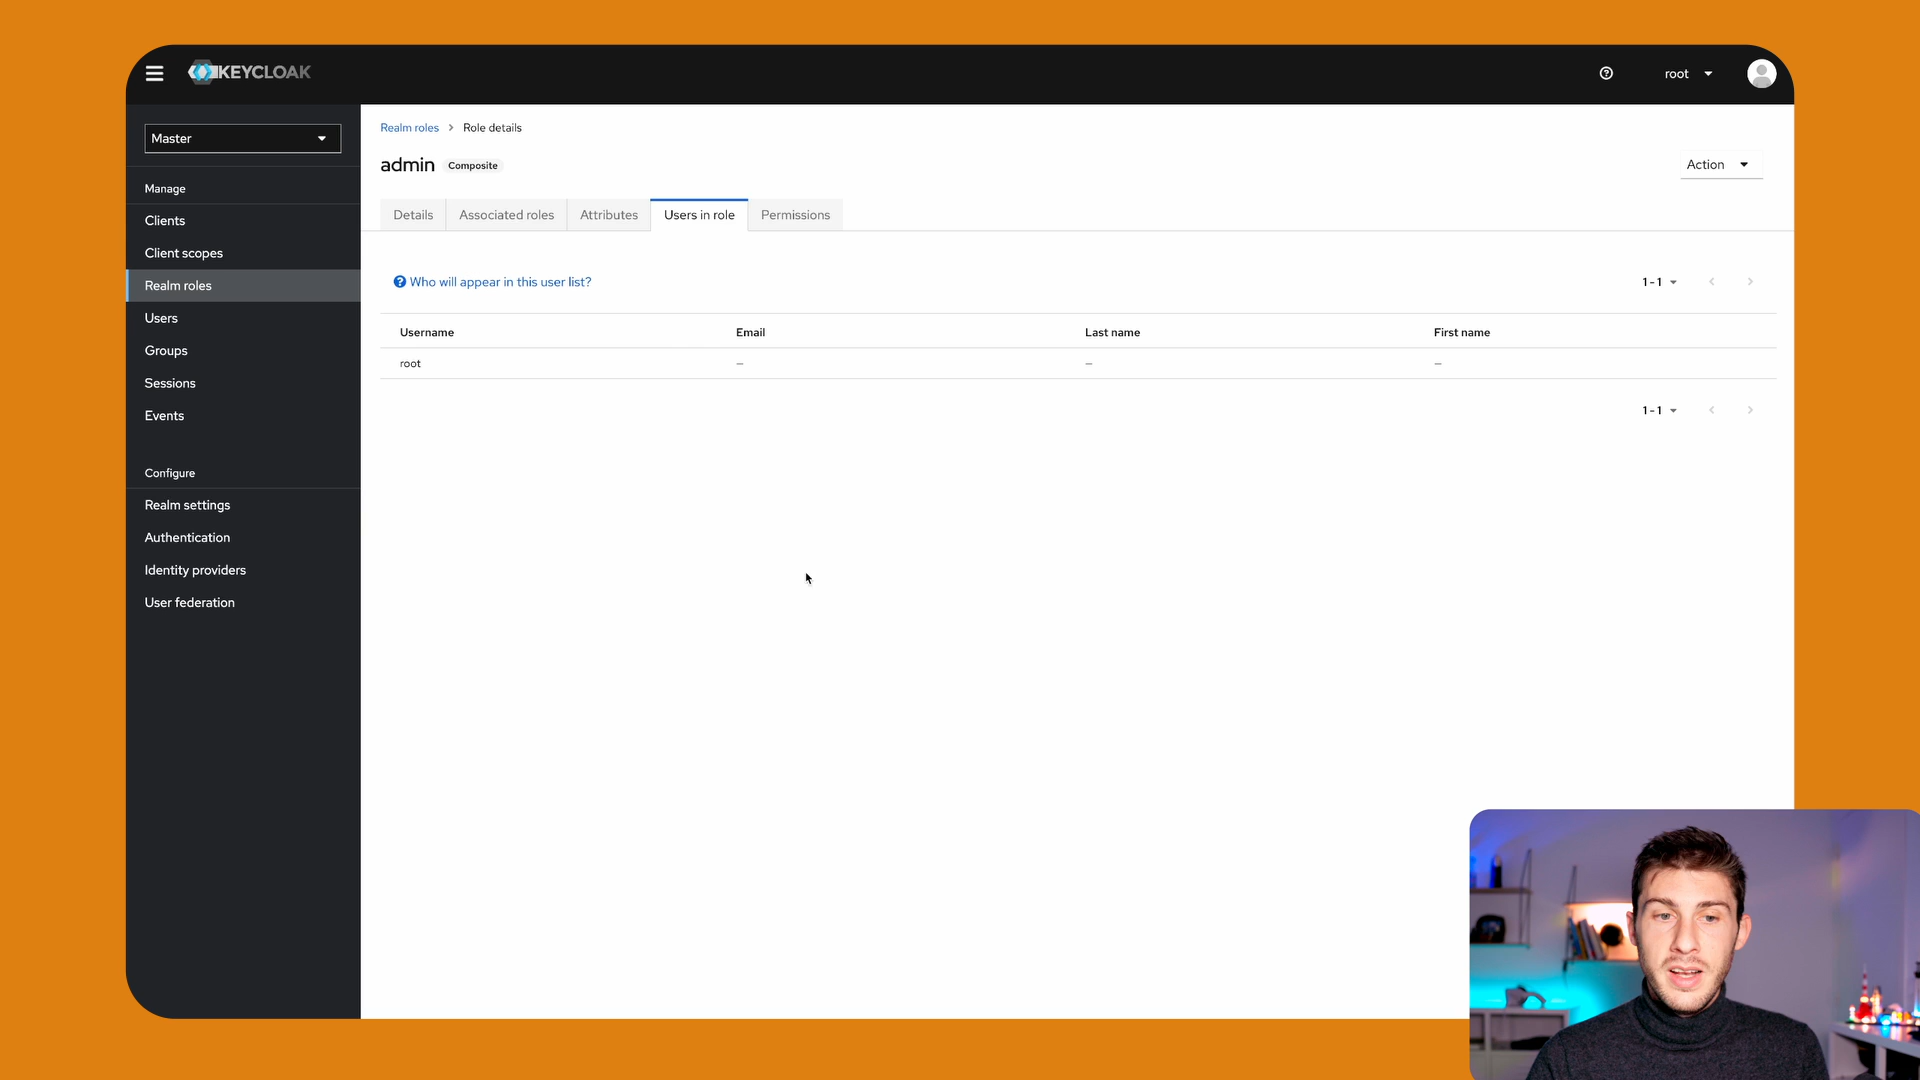 KEYCLOAK
root
Master
Manage
Clients
Client scopes
Realm roles
Users
Groups
Sessions
Events
Configure
Realm settings
Authentication
Identity providers
User federation
Realm roles > Role details
admin Composite
Action
Details Associated roles Attributes Users in role Permissions
Who will appear in this user list?
1 - 1
Username Email Last name First name
root – – –
1 - 1